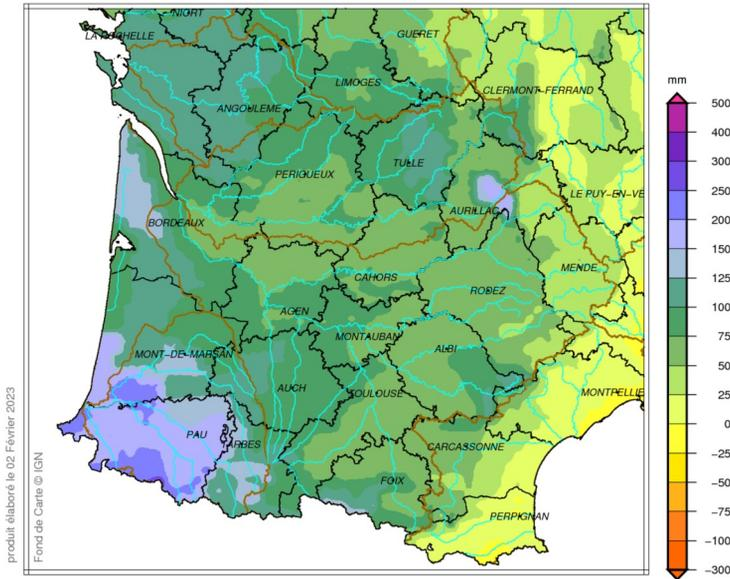 NIORT
LA ROCHELLE
GUERET
LIMOGES
CLERMONT-FERRAND
ANGOULEME
TULLE
PERIGUEUX
LE PUY-EN-VE
AURILLAC
BORDEAUX
MENDE
CAHORS
RODEZ
AGEN
MONTAUBAN
ALBI
MONT-DE-MARSAN
AUCH
TOULOUSE
MONTPELLIE
PAU
TARBES
CARCASSONNE
FOIX
PERPIGNAN
mm
500
400
300
250
200
150
125
100
75
50
25
0
-25
-50
-75
-100
-300
produit élaboré le 02 Février 2023
Fond de Carte © IGN